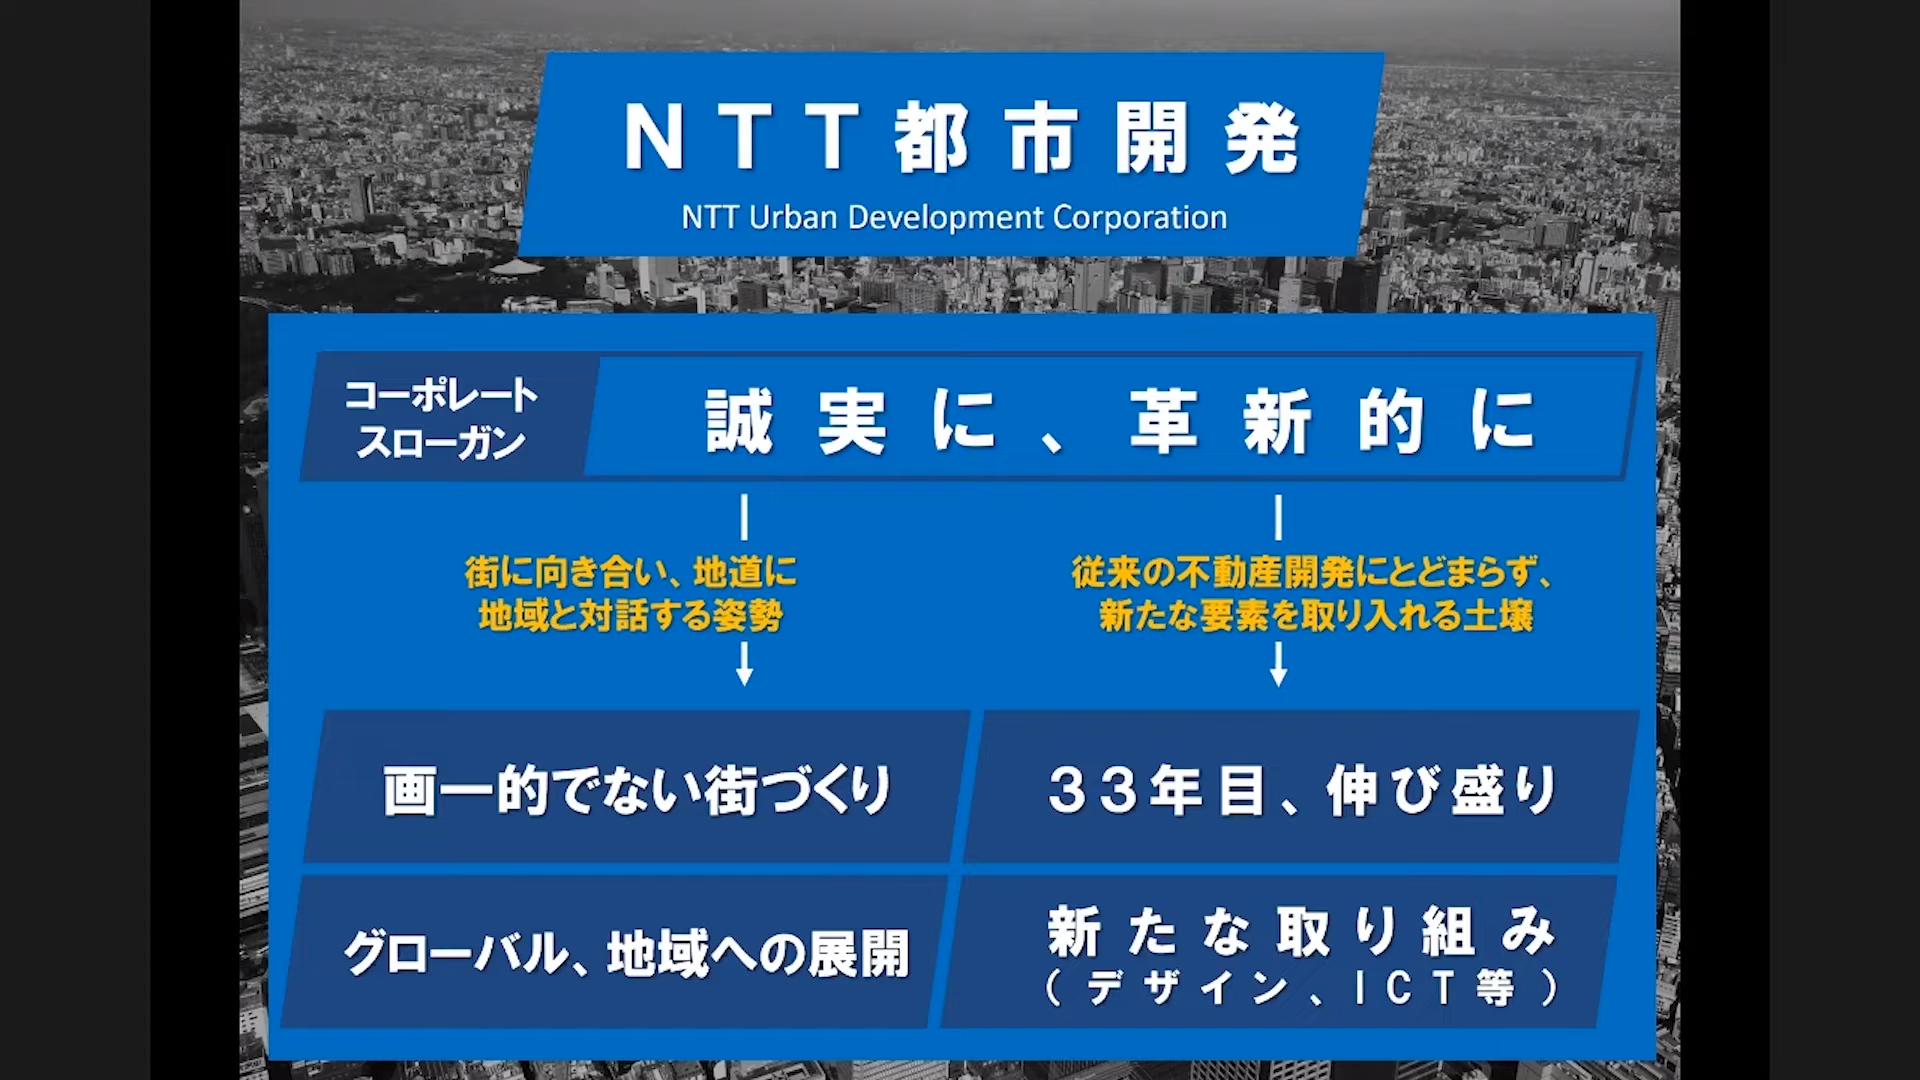 NTT都市開発
NTT Urban Development Corporation
コーポレート
スローガン
誠実に、革新的に
街に向き合い、地道に
地域と対話する姿勢
従来の不動産開発にとどまらず、
新たな要素を取り入れる土壌
画一的でない街づくり
33年目、伸び盛り
グローバル、地域への展開
新たな取り組み
(デザイン、ICT等)